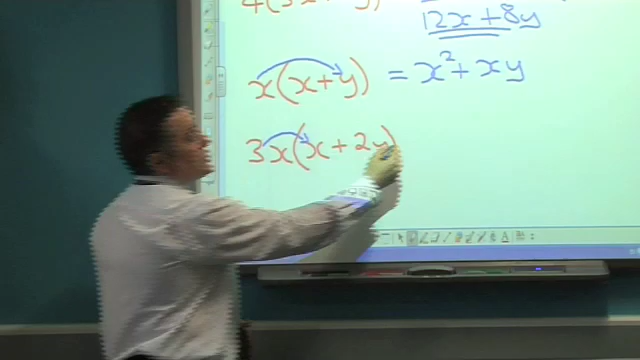 12x + 8y
x(x + y) = x² + xy
3x(x + 2y)